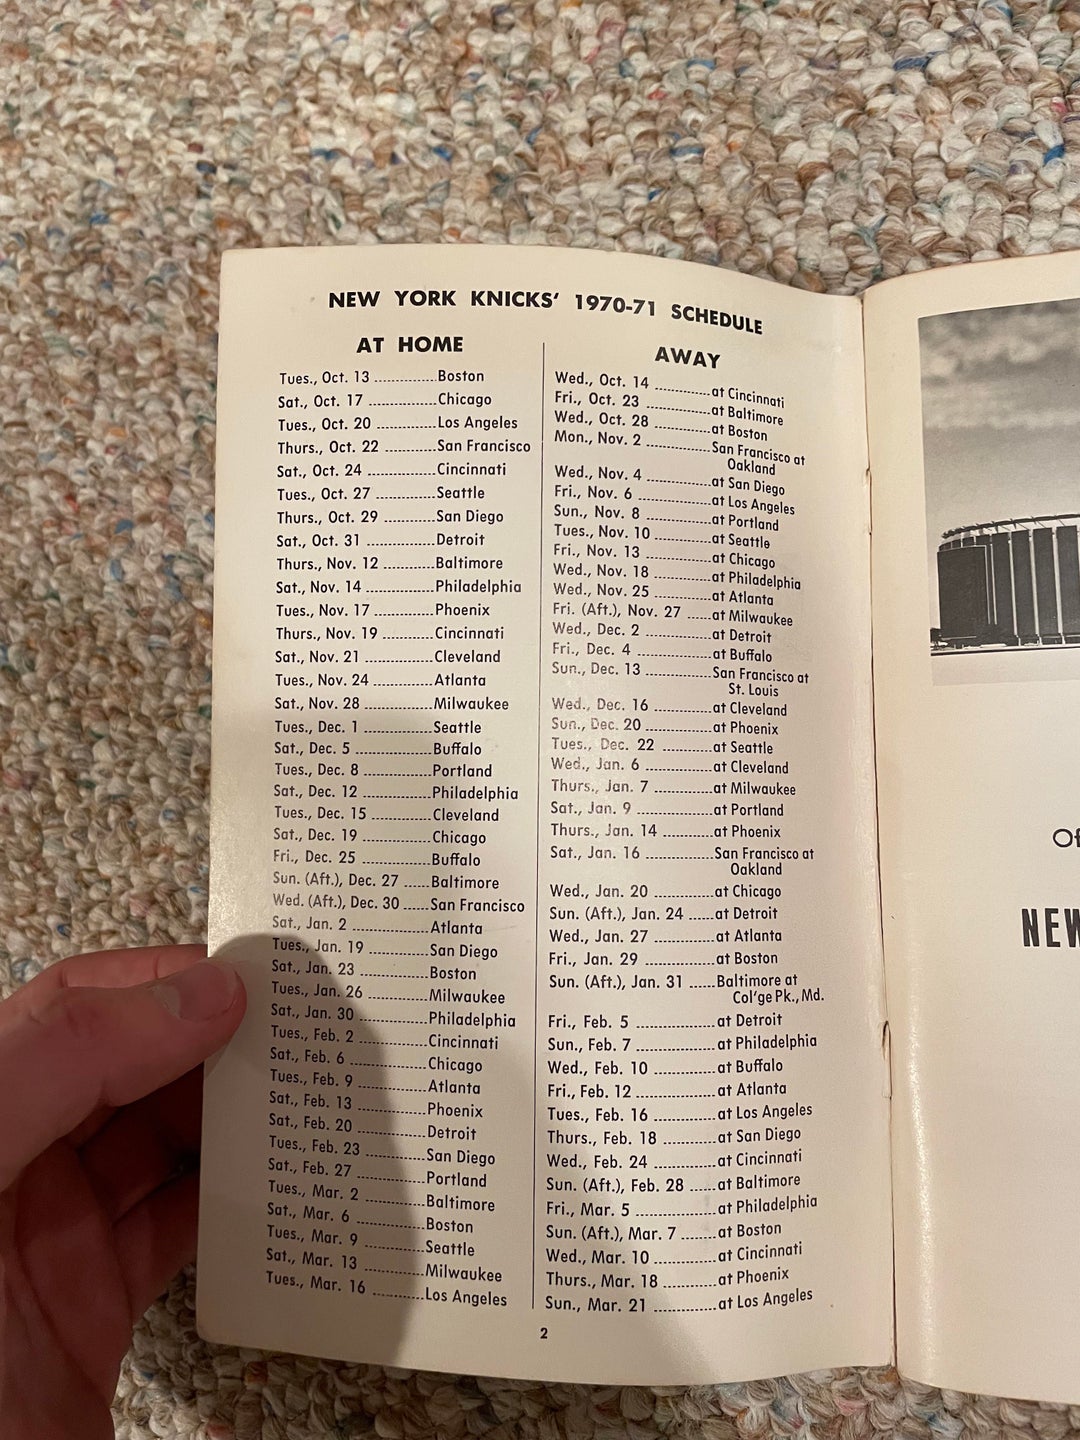 NEW YORK KNICKS' 1970-71 SCHEDULE
AT HOME
Tues., Oct. 13 ..............Boston
Sat., Oct. 17 ...............Chicago
Tues., Oct. 20 .............Los Angeles
Thurs., Oct. 22 ...........San Francisco
Sat., Oct. 24 ...............Cincinnati
Tues., Oct. 27 .............Seattle
Thurs., Oct. 29 ...........San Diego
Sat., Oct. 31 ...............Detroit
Thurs., Nov. 12 ...........Baltimore
Sat., Nov. 14 ...............Philadelphia
Tues., Nov. 17 .............Phoenix
Thurs., Nov. 19 ...........Cincinnati
Sat., Nov. 21 ...............Cleveland
Tues., Nov. 24 .............Atlanta
Sat., Nov. 28 ...............Milwaukee
Tues., Dec. 1 ...............Seattle
Sat., Dec. 5 .................Buffalo
Tues., Dec. 8 ...............Portland
Sat., Dec. 12 ...............Philadelphia
Tues., Dec. 15 .............Cleveland
Sat., Dec. 19 ...............Chicago
Fri., Dec. 25 ...............Buffalo
Sun. (Aft.), Dec. 27 .....Baltimore
Wed. (Aft.), Dec. 30 ......San Francisco
Sat., Jan. 2 .................Atlanta
Tues., Jan. 19 .............San Diego
Sat., Jan. 23 ...............Boston
Tues., Jan. 26 .............Milwaukee
Sat., Jan. 30 ...............Philadelphia
Tues., Feb. 2 ...............Cincinnati
Sat., Feb. 6 .................Chicago
Tues., Feb. 9 ...............Atlanta
Sat., Feb. 13 ...............Phoenix
Sat., Feb. 20 ...............Detroit
Tues., Feb. 23 .............San Diego
Sat., Feb. 27 ...............Portland
Tues., Mar. 2 ...............Baltimore
Sat., Mar. 6 .................Boston
Tues., Mar. 9 ...............Seattle
Sat., Mar. 13 ...............Milwaukee
Tues., Mar. 16 .............Los Angeles
AWAY
Wed., Oct. 14 .............at Cincinnati
Fri., Oct. 23 ...............at Baltimore
Wed., Oct. 28 .............at Boston
Mon., Nov. 2 ...............San Francisco at
Oakland
Wed., Nov. 4 ...............at San Diego
Fri., Nov. 6 .................at Los Angeles
Sun., Nov. 8 ...............at Portland
Tues., Nov. 10 .............at Seattle
Fri., Nov. 13 ...............at Chicago
Wed., Nov. 18 .............at Philadelphia
Wed., Nov. 25 .............at Atlanta
Fri. (Aft.), Nov. 27 ......at Milwaukee
Wed., Dec. 2 ...............at Detroit
Fri., Dec. 4 .................at Buffalo
Sun., Dec. 13 ...............San Francisco at
St. Louis
Wed., Dec. 16 .............at Cleveland
Sun., Dec. 20 ...............at Phoenix
Tues., Dec. 22 .............at Seattle
Wed., Jan. 6 ...............at Cleveland
Thurs., Jan. 7 ...............at Milwaukee
Sat., Jan. 9 .................at Portland
Thurs., Jan. 14 .............at Phoenix
Sat., Jan. 16 ...............San Francisco at
Oakland
Wed., Jan. 20 .............at Chicago
Sun. (Aft.), Jan. 24 ......at Detroit
Wed., Jan. 27 .............at Atlanta
Fri., Jan. 29 ...............at Boston
Sun. (Aft.), Jan. 31 ......Baltimore at
Col'ge Pk., Md.
Fri., Feb. 5 .................at Detroit
Sun., Feb. 7 ...............at Philadelphia
Wed., Feb. 10 .............at Buffalo
Fri., Feb. 12 ...............at Atlanta
Tues., Feb. 16 .............at Los Angeles
Thurs., Feb. 18 ...........at San Diego
Wed., Feb. 24 .............at Cincinnati
Sun. (Aft.), Feb. 28 ......at Baltimore
Fri., Mar. 5 .................at Philadelphia
Sun. (Aft.), Mar. 7 ........at Boston
Wed., Mar. 10 .............at Cincinnati
Thurs., Mar. 18 ...........at Phoenix
Sun., Mar. 21 .............at Los Angeles
2
NEW